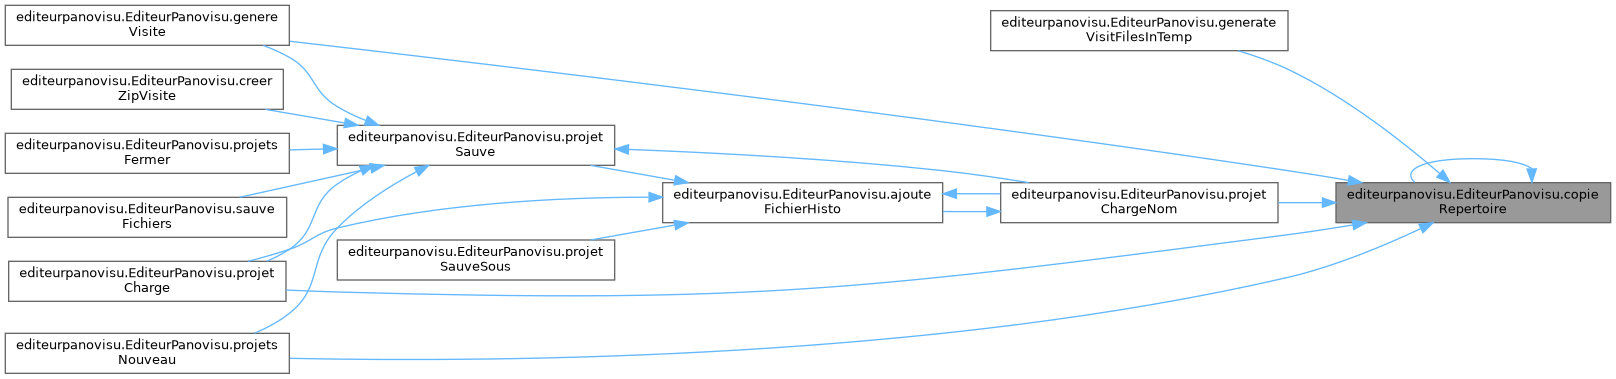 editeurpanovisu.EditeurPanovisu.genere
Visite
editeurpanovisu.EditeurPanovisu.generate
VisitFilesInTemp
editeurpanovisu.EditeurPanovisu.creer
ZipVisite
editeurpanovisu.EditeurPanovisu.projet
Sauve
editeurpanovisu.EditeurPanovisu.projets
Fermer
editeurpanovisu.EditeurPanovisu.ajoute
FichierHisto
editeurpanovisu.EditeurPanovisu.projet
ChargeNom
editeurpanovisu.EditeurPanovisu.copie
Repertoire
editeurpanovisu.EditeurPanovisu.sauve
Fichiers
editeurpanovisu.EditeurPanovisu.projet
SauveSous
editeurpanovisu.EditeurPanovisu.projet
Charge
editeurpanovisu.EditeurPanovisu.projets
Nouveau